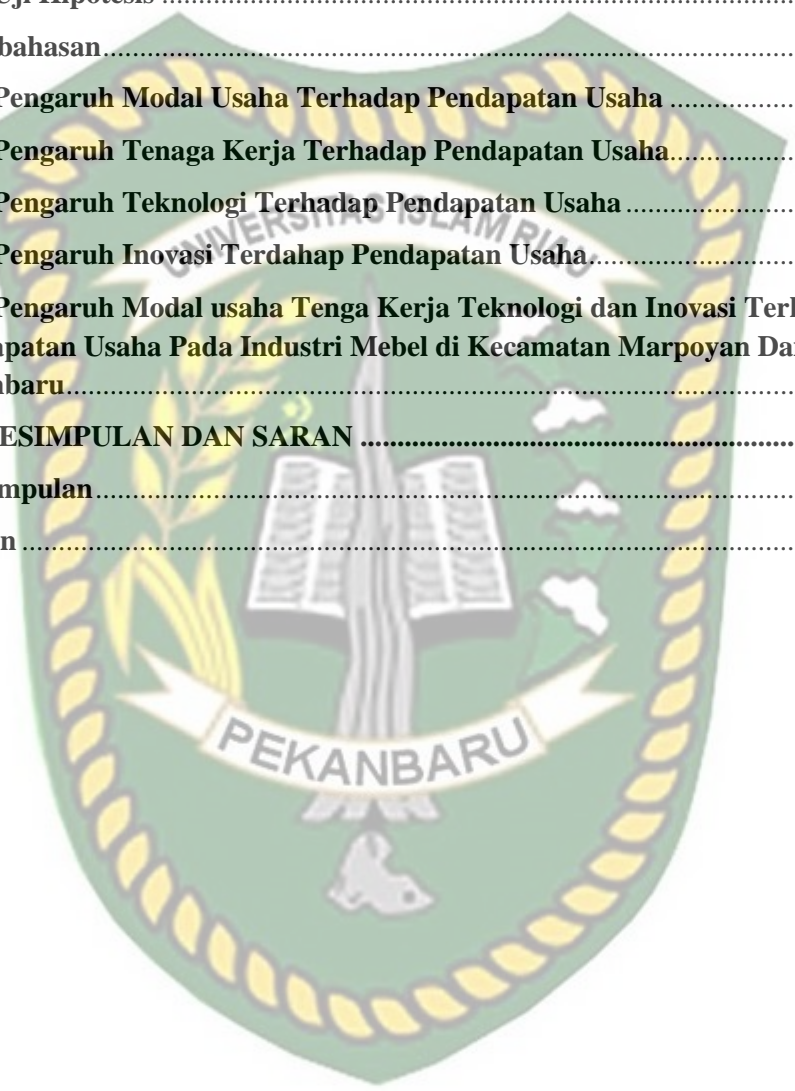 Uji Hipotesis ........................................................
bahasan........................................................
Pengaruh Modal Usaha Terhadap Pendapatan Usaha ....................
Pengaruh Tenaga Kerja Terhadap Pendapatan Usaha....................
Pengaruh Teknologi Terhadap Pendapatan Usaha ....................
UNIVERSITAS ISLAM RIAU
Pengaruh Inovasi Terdahap Pendapatan Usaha....................
Pengaruh Modal usaha Tenga Kerja Teknologi dan Inovasi Terh
apatan Usaha Pada Industri Mebel di Kecamatan Marpoyan Da
nbaru........................................................
ESIMPULAN DAN SARAN ........................................
mpulan........................................................
n ........................................................
PEKANBARU